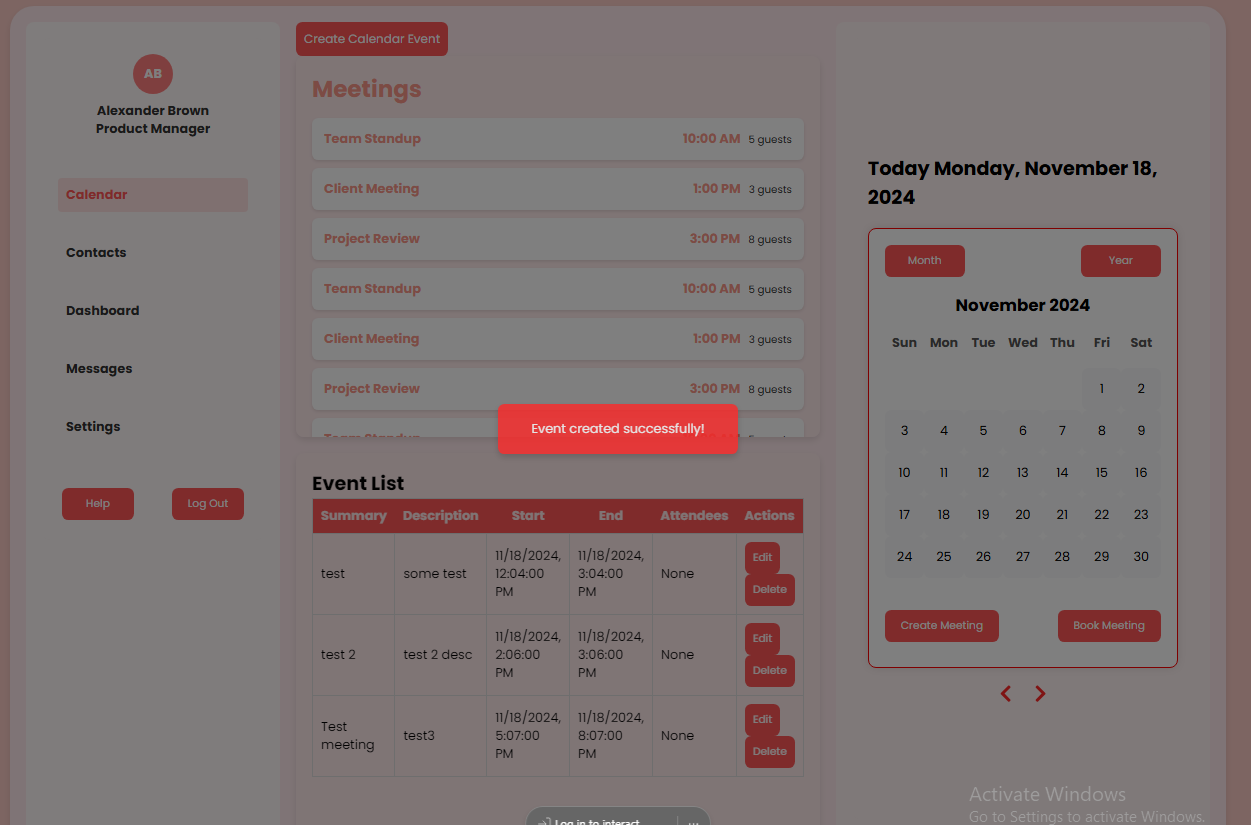 AB
Alexander Brown
Product Manager
Calendar
Contacts
Dashboard
Messages
Settings
Help
Log Out
Create Calendar Event
Meetings
Team Standup 10:00 AM 5 guests
Client Meeting 1:00 PM 3 guests
Project Review 3:00 PM 8 guests
Team Standup 10:00 AM 5 guests
Client Meeting 1:00 PM 3 guests
Project Review 3:00 PM 8 guests
Event created successfully!
Event List
Summary Description Start End Attendees Actions
test some test 11/18/2024, 12:04:00 PM 11/18/2024, 3:04:00 PM None Edit Delete
test 2 test 2 desc 11/18/2024, 2:06:00 PM 11/18/2024, 3:06:00 PM None Edit Delete
Test meeting test3 11/18/2024, 5:07:00 PM 11/18/2024, 8:07:00 PM None Edit Delete
Log in to interact
Today Monday, November 18,
2024
Month Year
November 2024
Sun Mon Tue Wed Thu Fri Sat
1 2
3 4 5 6 7 8 9
10 11 12 13 14 15 16
17 18 19 20 21 22 23
24 25 26 27 28 29 30
Create Meeting Book Meeting
Activate Windows
Go to Settings to activate Windows.